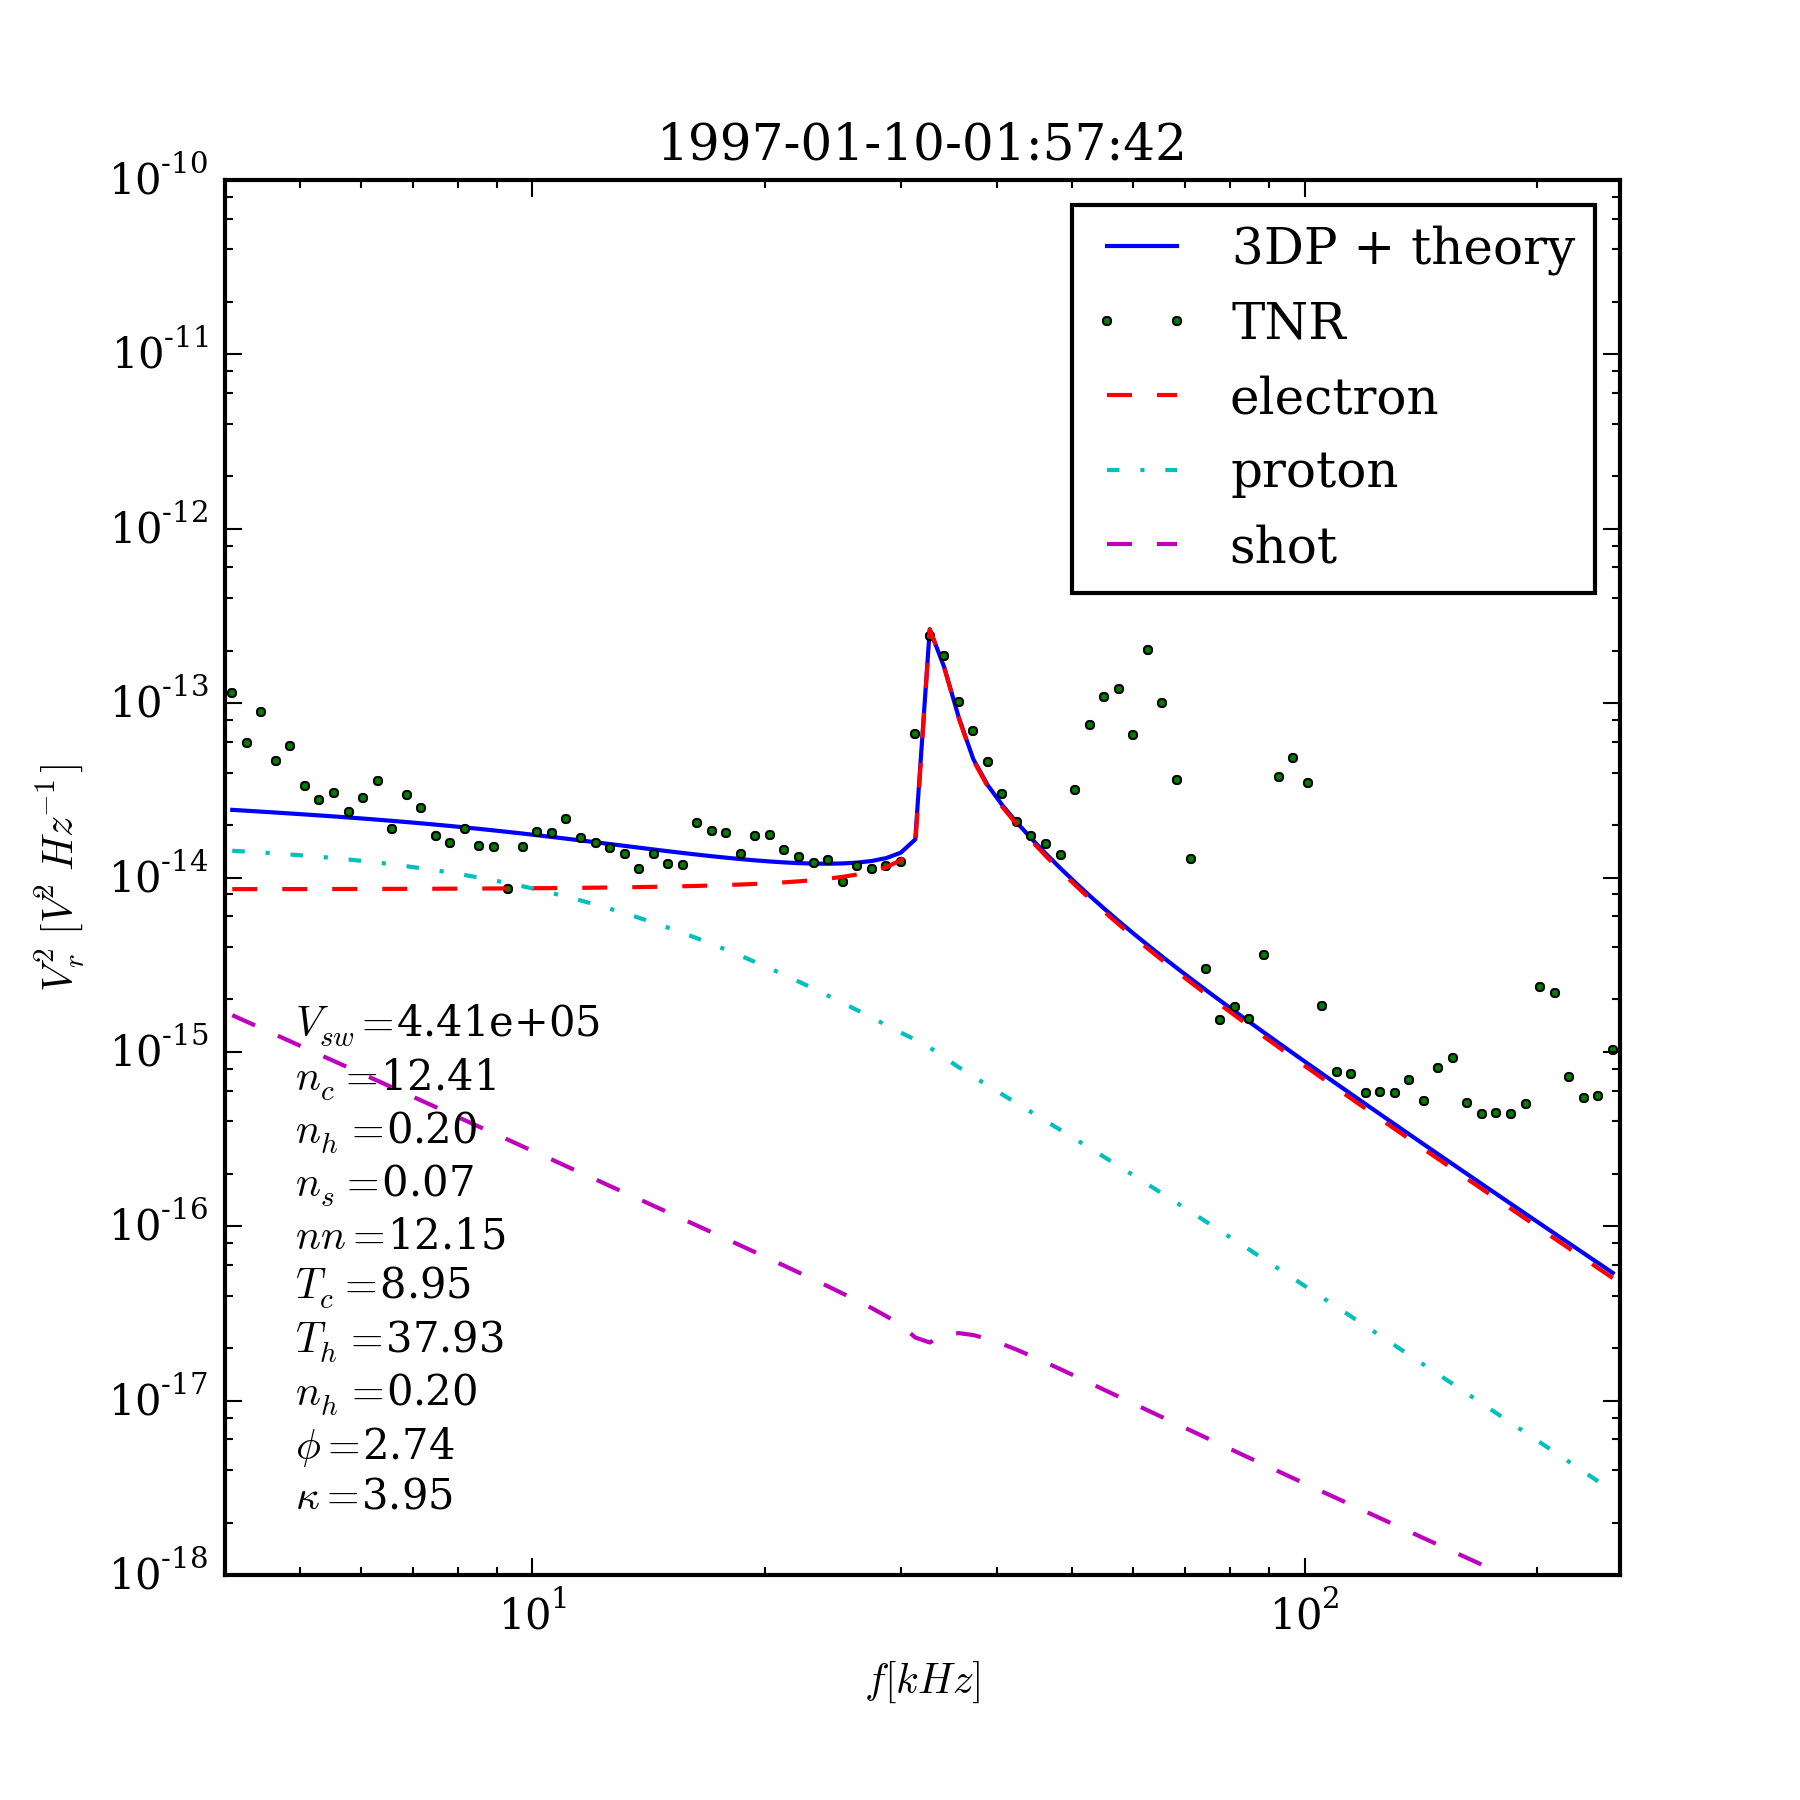 1997-01-10-01:57:42
10^-10
10^-11
10^-12
10^-13
10^-14
10^-15
10^-16
10^-17
10^-18
V_r^2 [V^2 Hz^-1]
3DP + theory
TNR
electron
proton
shot
V_sw=4.41e+05
n_c=12.41
n_h=0.20
n_s=0.07
nn=12.15
T_c=8.95
T_h=37.93
n_h=0.20
ϕ=2.74
κ=3.95
10^1
10^2
f[kHz]